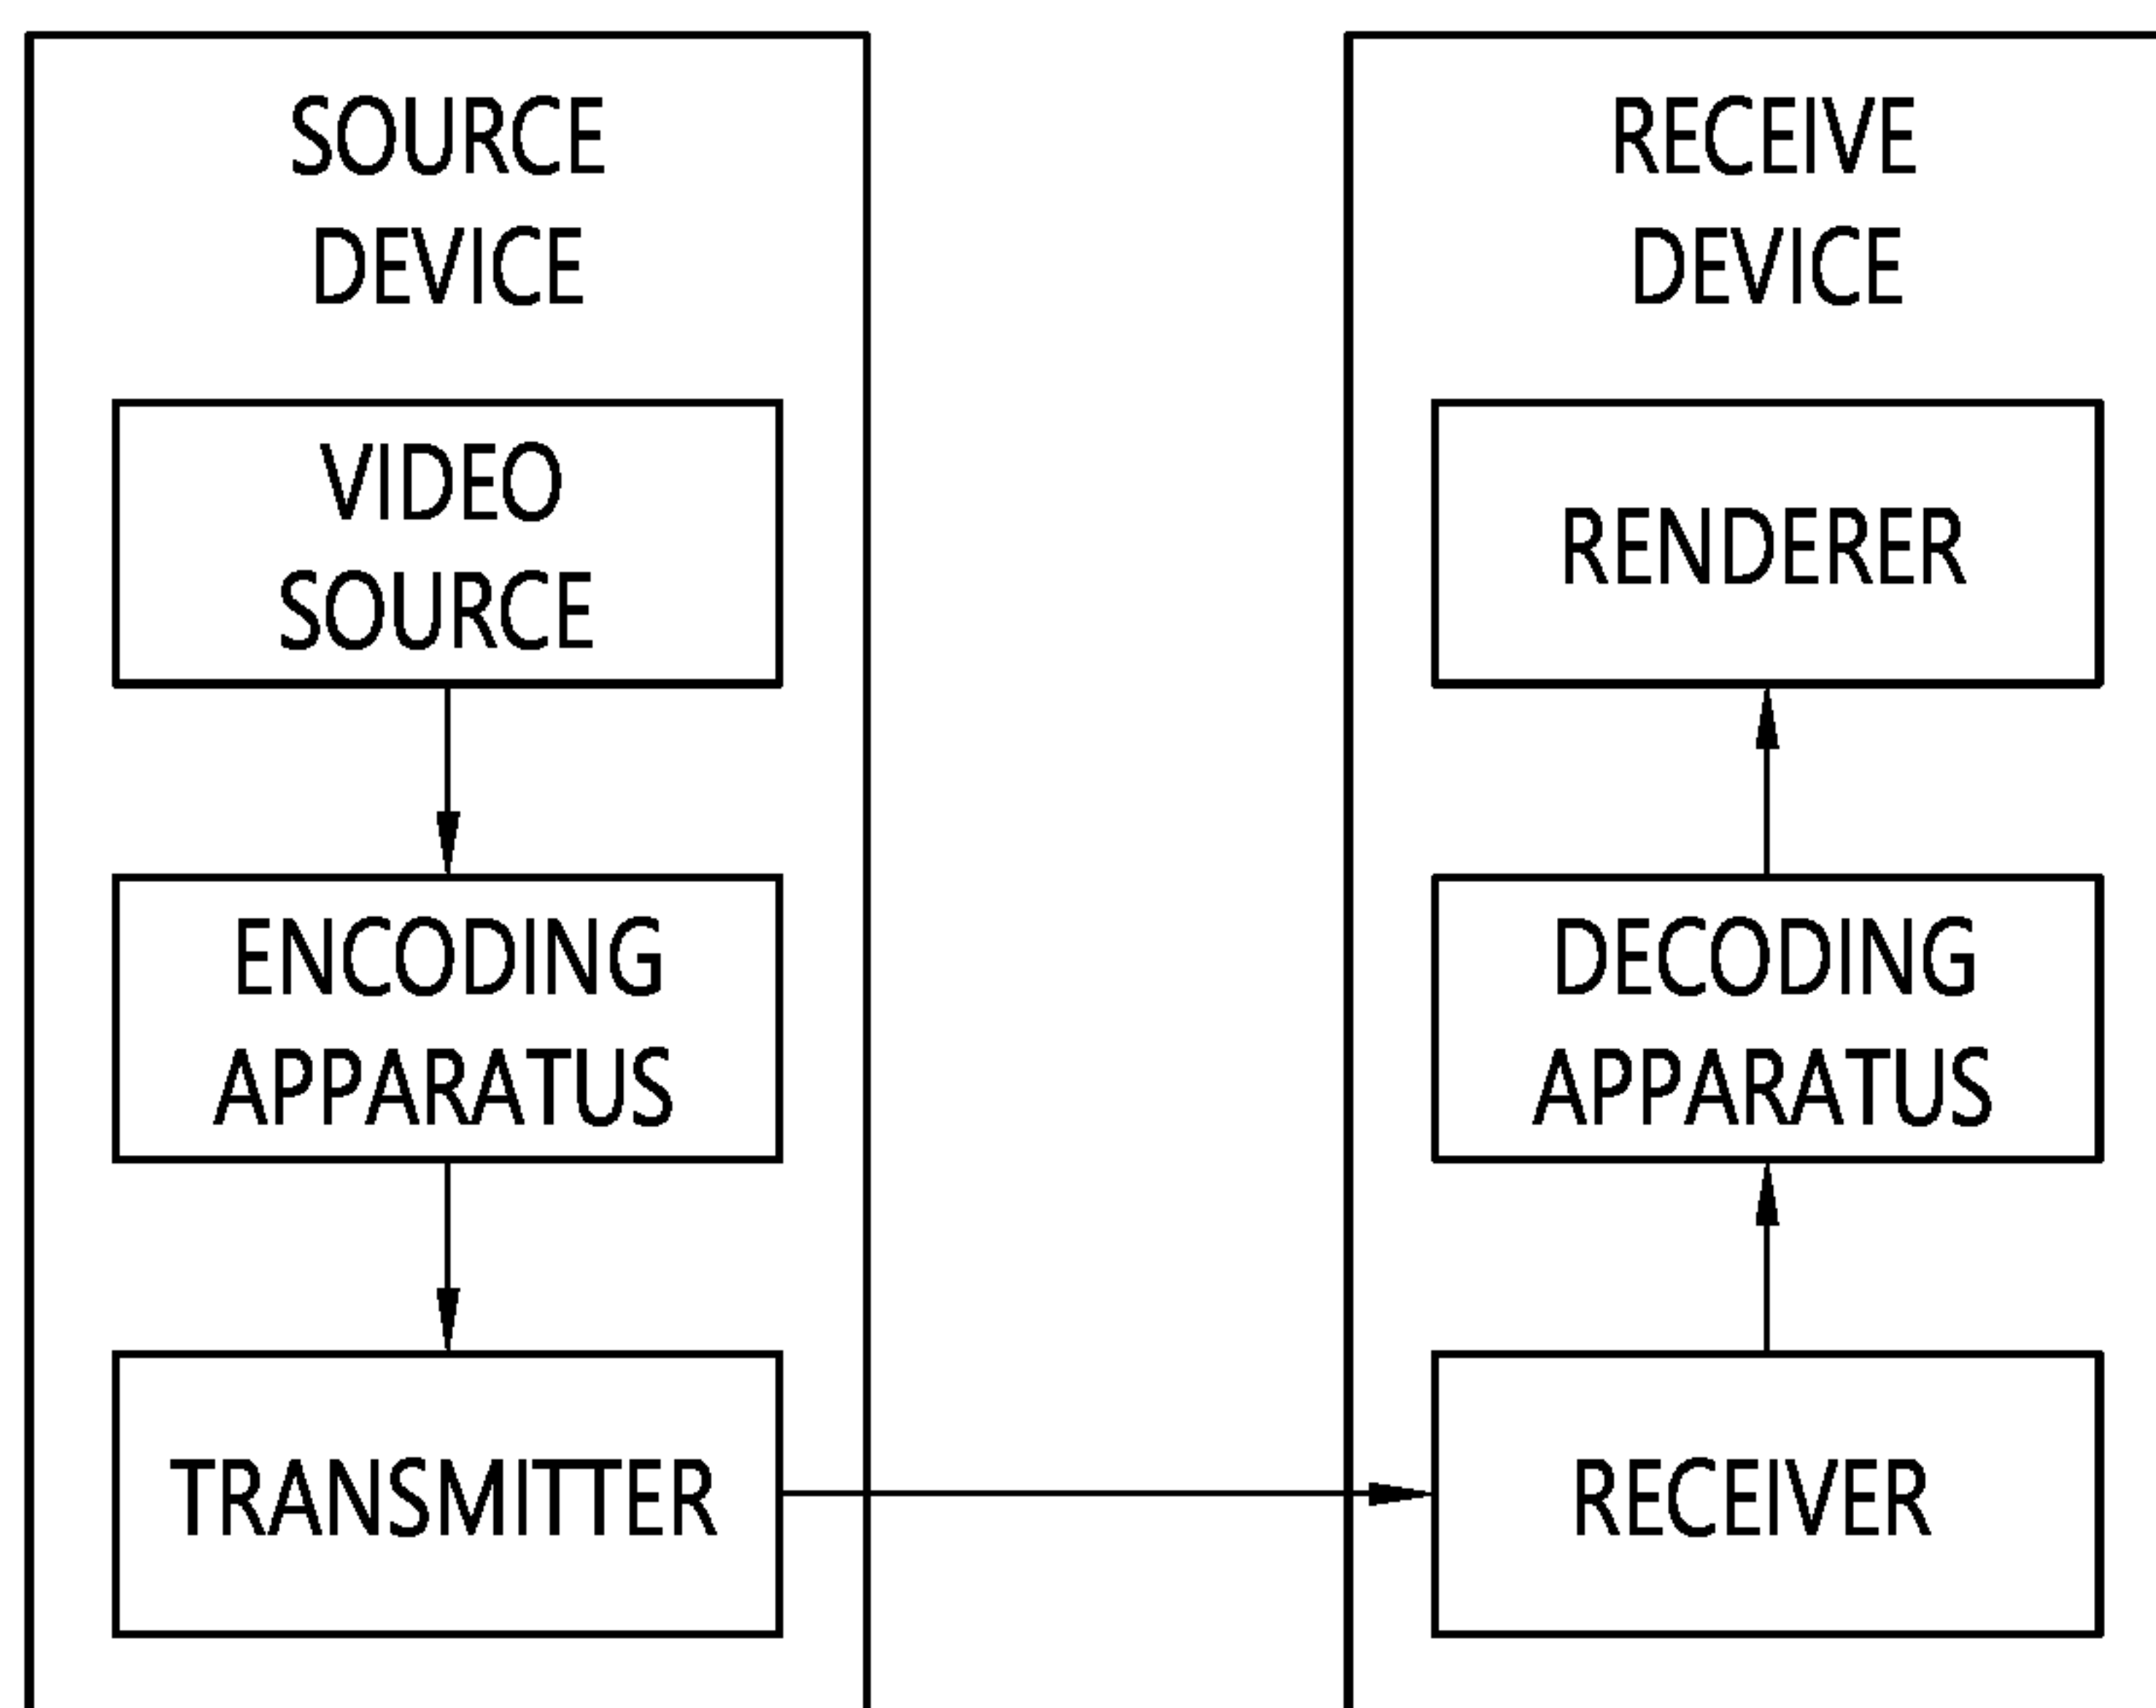 SOURCE
DEVICE
VIDEO
SOURCE
ENCODING
APPARATUS
TRANSMITTER
RECEIVE
DEVICE
RENDERER
DECODING
APPARATUS
RECEIVER